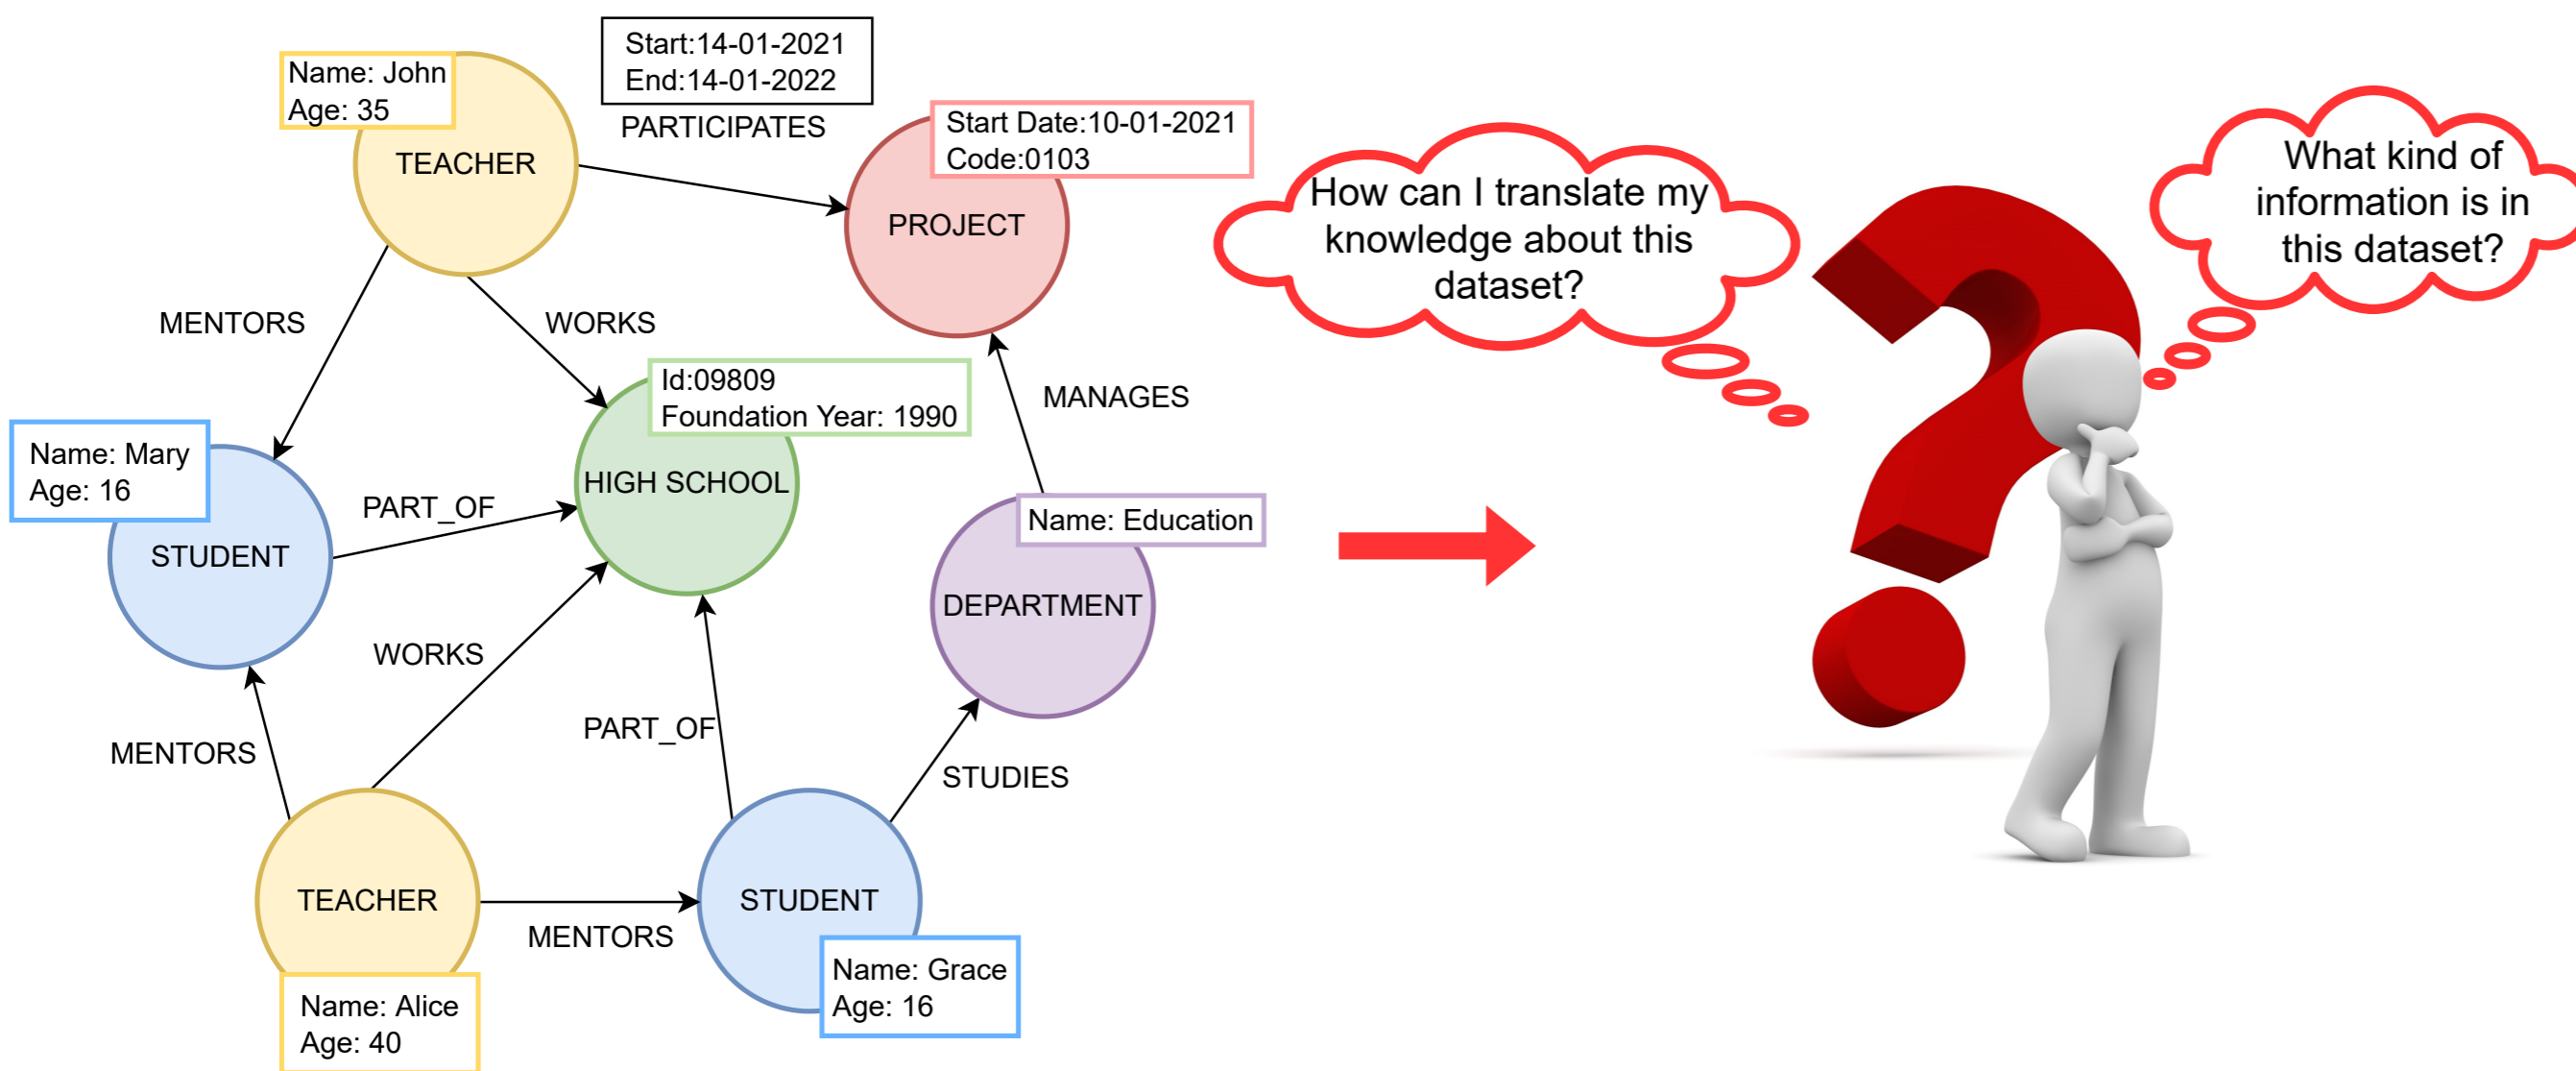 Name: John
Age: 35
TEACHER
Start:14-01-2021
End:14-01-2022
PARTICIPATES
Start Date:10-01-2021
Code:0103
PROJECT
MENTORS
WORKS
Id:09809
Foundation Year: 1990
HIGH SCHOOL
MANAGES
Name: Mary
Age: 16
STUDENT
PART_OF
Name: Education
DEPARTMENT
WORKS
MENTORS
PART_OF
STUDIES
TEACHER
Name: Alice
Age: 40
MENTORS
STUDENT
Name: Grace
Age: 16
How can I translate my
knowledge about this
dataset?
What kind of
information is in
this dataset?
?